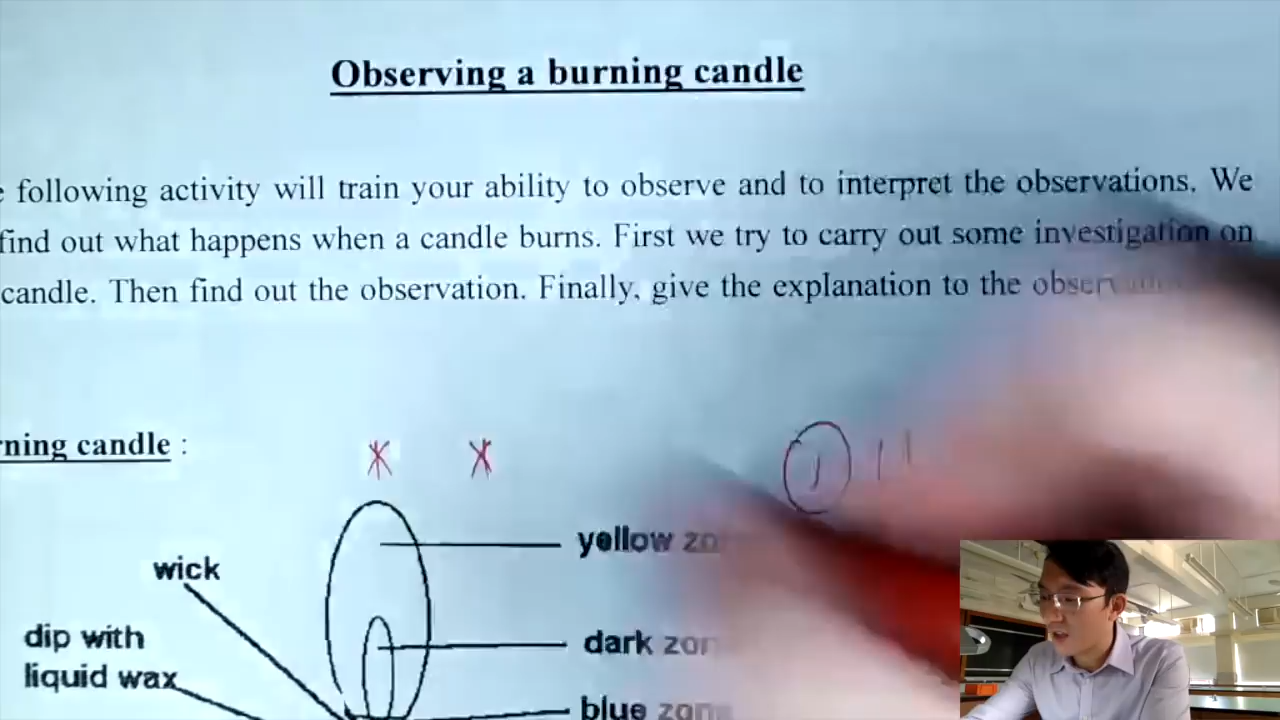 Observing a burning candle
following activity will train your ability to observe and to interpret the observations. We
find out what happens when a candle burns. First we try to carry out some investigation on
candle. Then find out the observation. Finally, give the explanation to the
candle :
yellow
wick
dip with
liquid wax
dark
blue
1